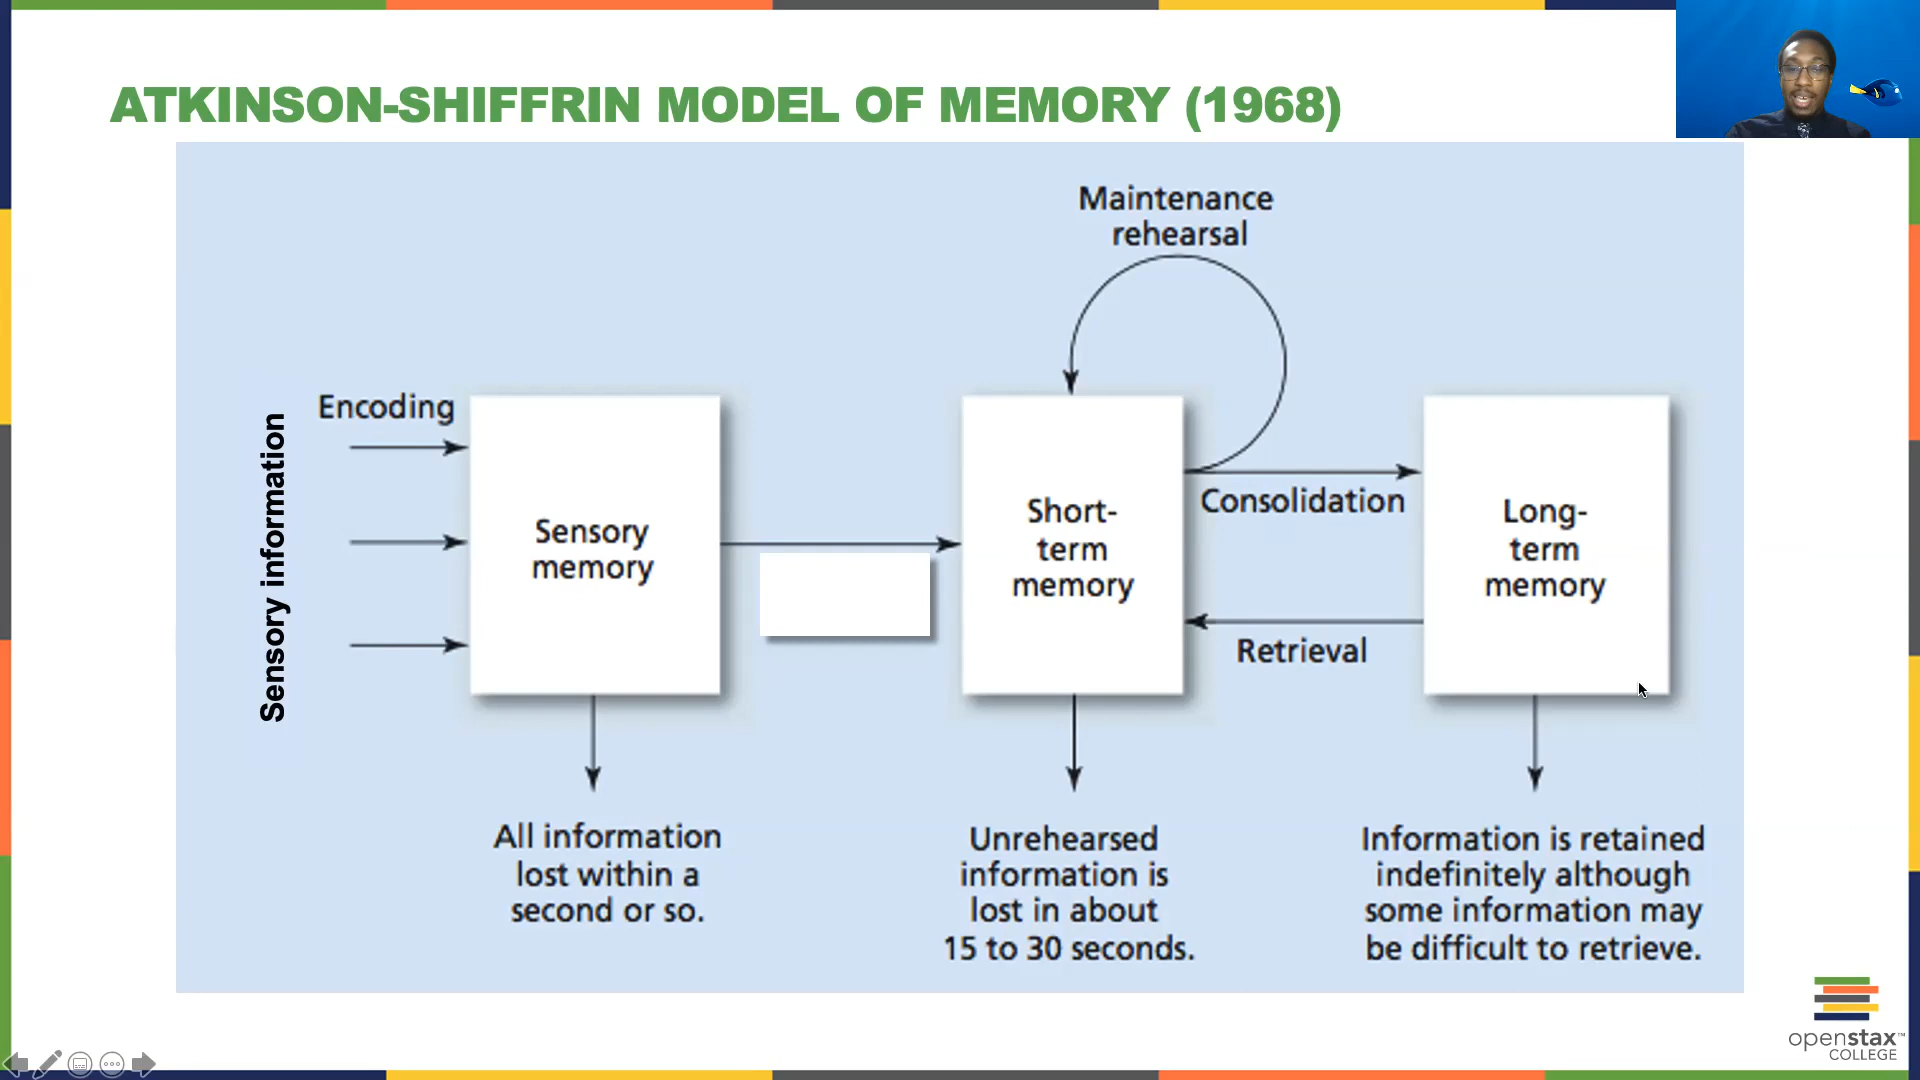 ATKINSON-SHIFFRIN MODEL OF MEMORY (1968)
Maintenance
rehearsal
Sensory information
Encoding
Sensory
memory
Short-
term
memory
Consolidation
Retrieval
Long-
term
memory
All information
lost within a
second or so.
Unrehearsed
information is
lost in about
15 to 30 seconds.
Information is retained
indefinitely although
some information may
be difficult to retrieve.
openstax™
COLLEGE